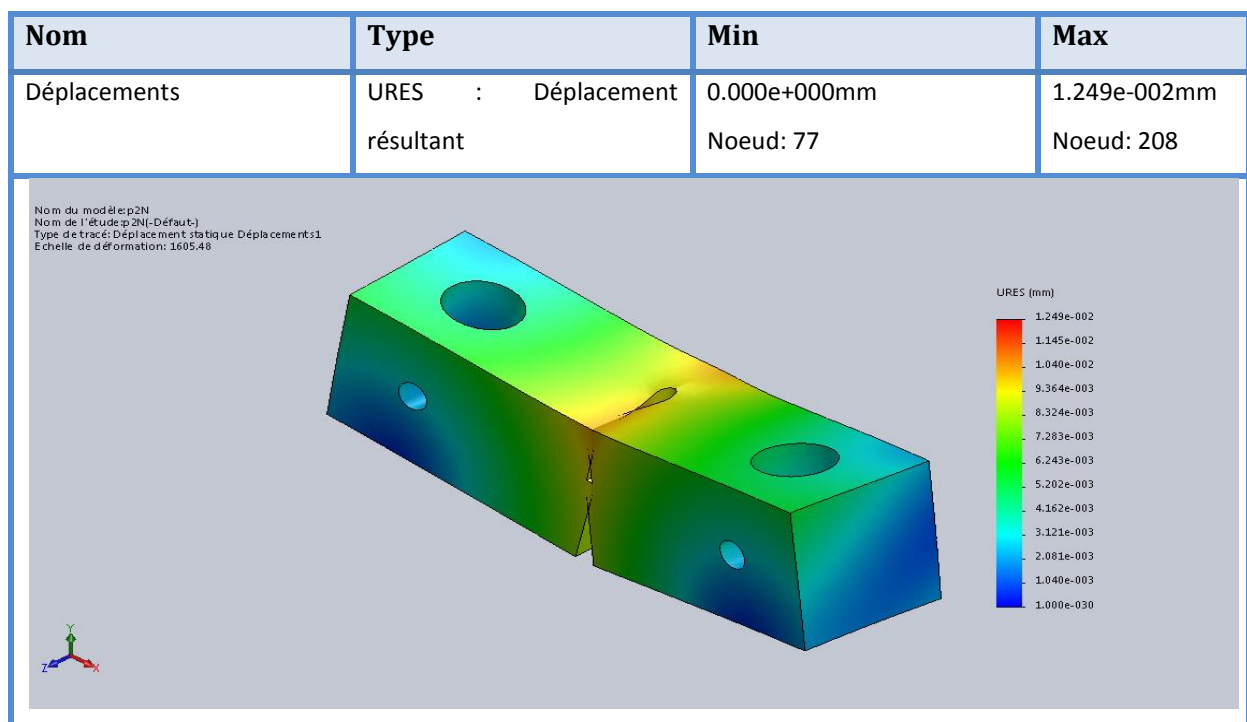 Nom Type Min Max
Déplacements URES : Déplacement 0.000e+000mm 1.249e-002mm
résultant Noeud: 77 Noeud: 208
Nom du modèle:p2N
Nom de l'étude:p2N(-Défaut-)
Type de tracé: Déplacement statique Déplacements1
Echelle de déformation: 1605.48
URES (mm)
1.249e-002
1.145e-002
1.040e-002
9.364e-003
8.324e-003
7.283e-003
6.243e-003
5.202e-003
4.162e-003
3.121e-003
2.081e-003
1.040e-003
1.000e-030
Y
Z X